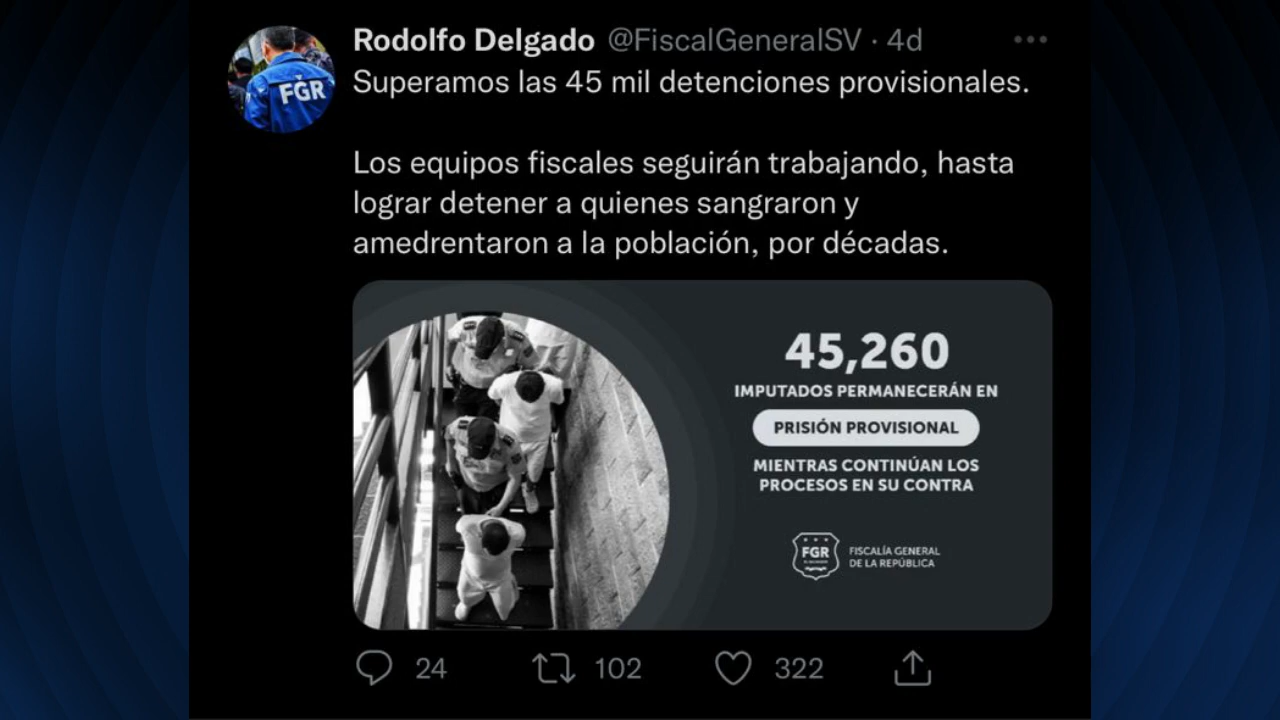 Rodolfo Delgado @FiscalGeneralSV · 4d
Superamos las 45 mil detenciones provisionales.
Los equipos fiscales seguirán trabajando, hasta
lograr detener a quienes sangraron y
amedrentaron a la población, por décadas.
FGR
45,260
IMPUTADOS PERMANECERÁN EN
PRISIÓN PROVISIONAL
MIENTRAS CONTINÚAN LOS
PROCESOS EN SU CONTRA
FGR
FISCALÍA GENERAL
DE LA REPÚBLICA
24 102 322